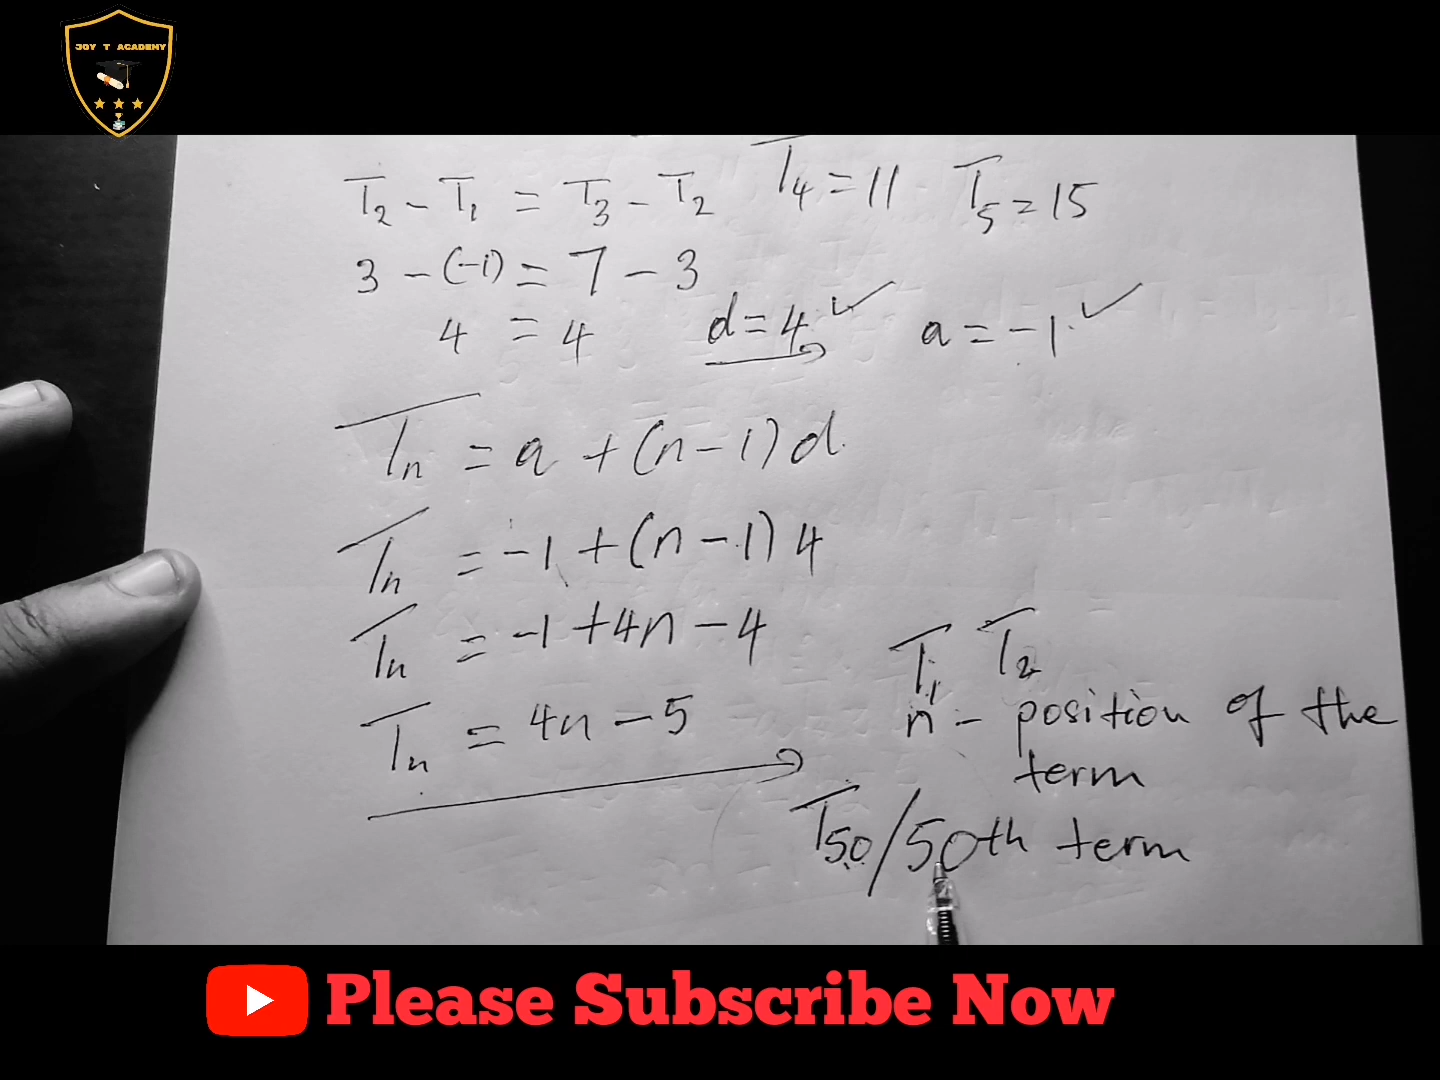 JOY T ACADEMY
T₂ - T₁ = T₃ - T₂ T₄ = 11 T₅ = 15
3 - (-1) = 7 - 3
4 = 4 d = 4 ✓ a = -1 ✓
Tn = a + (n - 1) d
Tn = -1 + (n - 1) 4
Tn = -1 + 4n - 4
T₁ T₂
Tn = 4n - 5
n - position of the
term
T₅₀/50th term
Please Subscribe Now